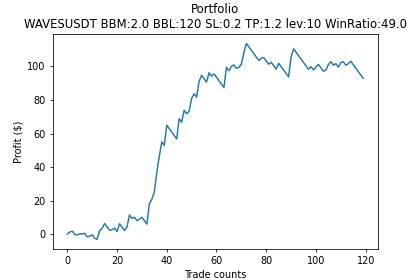 Portfolio
WAVESUSDT BBM:2.0 BBL:120 SL:0.2 TP:1.2 lev:10 WinRatio:49.0
100
80
60
40
20
0
Profit ($)
0 20 40 60 80 100 120
Trade counts